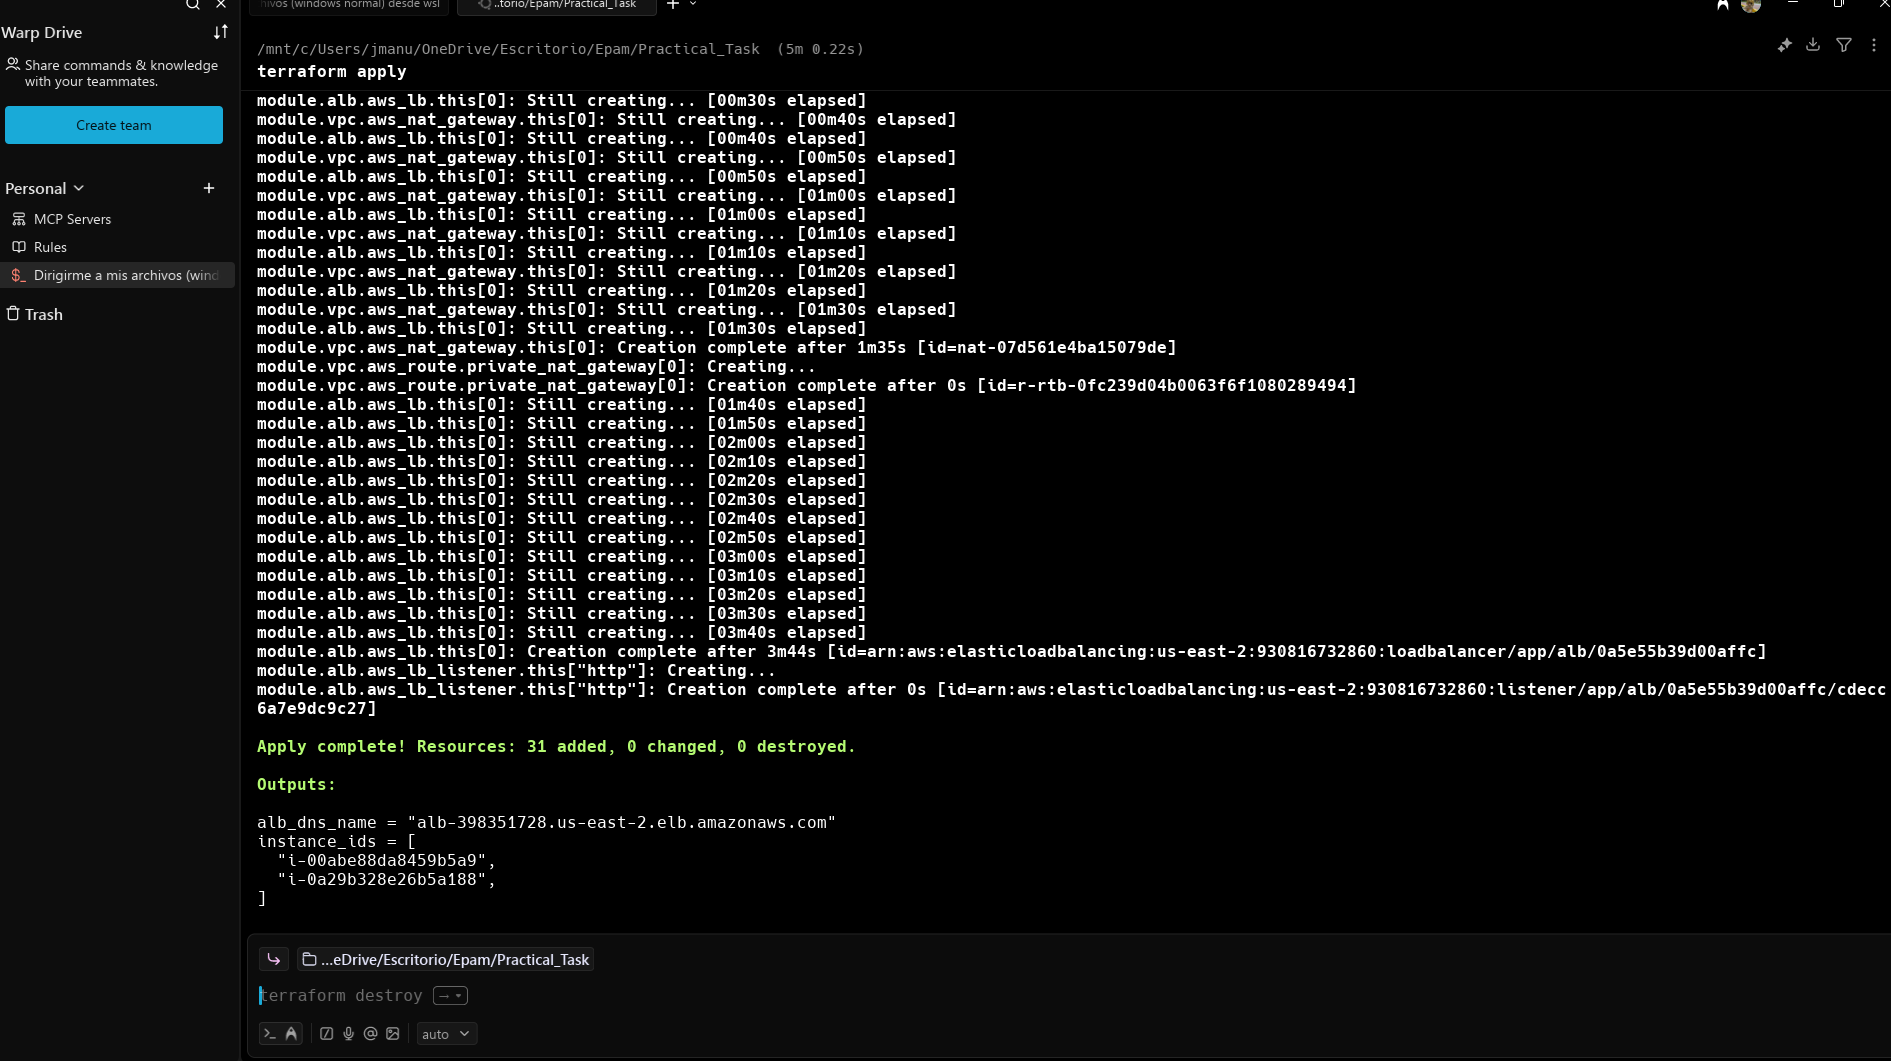 hivos (windows normal) desde wsl
..torio/Epam/Practical_Task
Warp Drive
Share commands & knowledge
with your teammates.
Create team
Personal
MCP Servers
Rules
Dirigirme a mis archivos (wind
Trash
/mnt/c/Users/jmanu/OneDrive/Escritorio/Epam/Practical_Task (5m 0.22s)
terraform apply
module.alb.aws_lb.this[0]: Still creating... [00m30s elapsed]
module.vpc.aws_nat_gateway.this[0]: Still creating... [00m40s elapsed]
module.alb.aws_lb.this[0]: Still creating... [00m40s elapsed]
module.vpc.aws_nat_gateway.this[0]: Still creating... [00m50s elapsed]
module.alb.aws_lb.this[0]: Still creating... [00m50s elapsed]
module.vpc.aws_nat_gateway.this[0]: Still creating... [01m00s elapsed]
module.alb.aws_lb.this[0]: Still creating... [01m00s elapsed]
module.vpc.aws_nat_gateway.this[0]: Still creating... [01m10s elapsed]
module.alb.aws_lb.this[0]: Still creating... [01m10s elapsed]
module.vpc.aws_nat_gateway.this[0]: Still creating... [01m20s elapsed]
module.alb.aws_lb.this[0]: Still creating... [01m20s elapsed]
module.vpc.aws_nat_gateway.this[0]: Still creating... [01m30s elapsed]
module.alb.aws_lb.this[0]: Still creating... [01m30s elapsed]
module.vpc.aws_nat_gateway.this[0]: Creation complete after 1m35s [id=nat-07d561e4ba15079de]
module.vpc.aws_route.private_nat_gateway[0]: Creating...
module.vpc.aws_route.private_nat_gateway[0]: Creation complete after 0s [id=r-rtb-0fc239d04b0063f6f1080289494]
module.alb.aws_lb.this[0]: Still creating... [01m40s elapsed]
module.alb.aws_lb.this[0]: Still creating... [01m50s elapsed]
module.alb.aws_lb.this[0]: Still creating... [02m00s elapsed]
module.alb.aws_lb.this[0]: Still creating... [02m10s elapsed]
module.alb.aws_lb.this[0]: Still creating... [02m20s elapsed]
module.alb.aws_lb.this[0]: Still creating... [02m30s elapsed]
module.alb.aws_lb.this[0]: Still creating... [02m40s elapsed]
module.alb.aws_lb.this[0]: Still creating... [02m50s elapsed]
module.alb.aws_lb.this[0]: Still creating... [03m00s elapsed]
module.alb.aws_lb.this[0]: Still creating... [03m10s elapsed]
module.alb.aws_lb.this[0]: Still creating... [03m20s elapsed]
module.alb.aws_lb.this[0]: Still creating... [03m30s elapsed]
module.alb.aws_lb.this[0]: Still creating... [03m40s elapsed]
module.alb.aws_lb.this[0]: Creation complete after 3m44s [id=arn:aws:elasticloadbalancing:us-east-2:930816732860:loadbalancer/app/alb/0a5e55b39d00affc]
module.alb.aws_lb_listener.this["http"]: Creating...
module.alb.aws_lb_listener.this["http"]: Creation complete after 0s [id=arn:aws:elasticloadbalancing:us-east-2:930816732860:listener/app/alb/0a5e55b39d00affc/cdecc
6a7e9dc9c27]
Apply complete! Resources: 31 added, 0 changed, 0 destroyed.
Outputs:
alb_dns_name = "alb-398351728.us-east-2.elb.amazonaws.com"
instance_ids = [
"i-00abe88da8459b5a9",
"i-0a29b328e26b5a188",
]
...eDrive/Escritorio/Epam/Practical_Task
terraform destroy
auto